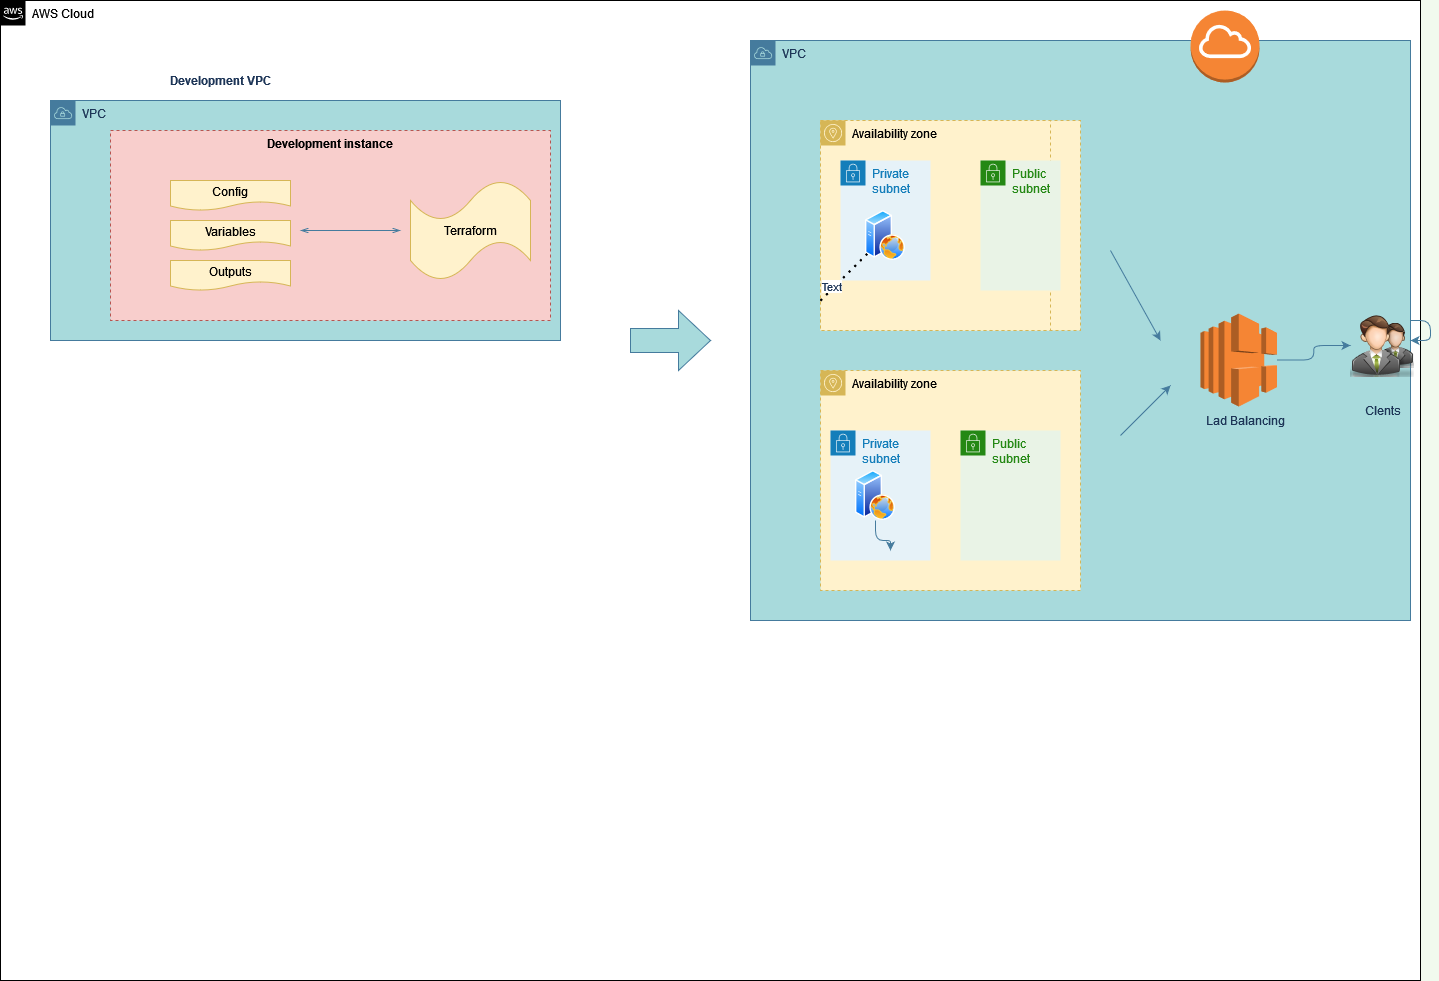 aws
AWS Cloud
Development VPC
VPC
Development instance
Config
Variables
Outputs
Terraform
VPC
Availability zone
Private
subnet
Public
subnet
Text
Availability zone
Private
subnet
Public
subnet
Lad Balancing
Clents